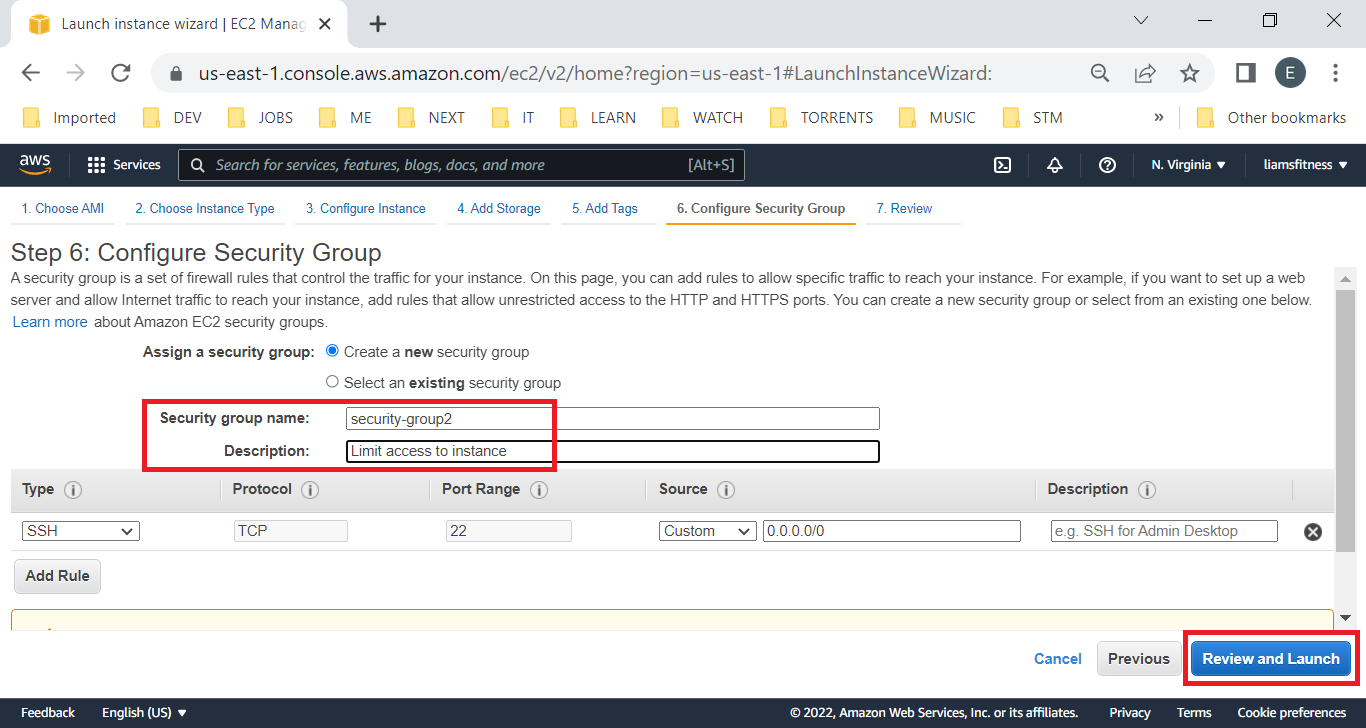 Launch instance wizard | EC2 Manag
us-east-1.console.aws.amazon.com/ec2/v2/home?region=us-east-1#LaunchInstanceWizard:
E
Imported DEV JOBS ME NEXT IT LEARN WATCH TORRENTS MUSIC STM » Other bookmarks
aws Services Search for services, features, blogs, docs, and more [Alt+S] N. Virginia liamsfitness
1. Choose AMI 2. Choose Instance Type 3. Configure Instance 4. Add Storage 5. Add Tags 6. Configure Security Group 7. Review
Step 6: Configure Security Group
A security group is a set of firewall rules that control the traffic for your instance. On this page, you can add rules to allow specific traffic to reach your instance. For example, if you want to set up a web
server and allow Internet traffic to reach your instance, add rules that allow unrestricted access to the HTTP and HTTPS ports. You can create a new security group or select from an existing one below.
Learn more about Amazon EC2 security groups.
Assign a security group: Create a new security group
Select an existing security group
Security group name: security-group2
Description: Limit access to instance
Type i Protocol i Port Range i Source i Description i
SSH TCP 22 Custom 0.0.0.0/0 e.g. SSH for Admin Desktop
Add Rule
Cancel Previous Review and Launch
Feedback English (US) © 2022, Amazon Web Services, Inc. or its affiliates. Privacy Terms Cookie preferences